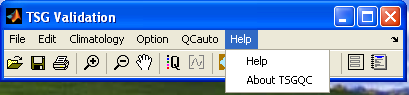 TSG Validation
File Edit Climatology Option QCauto Help
Q
Help
About TSGQC